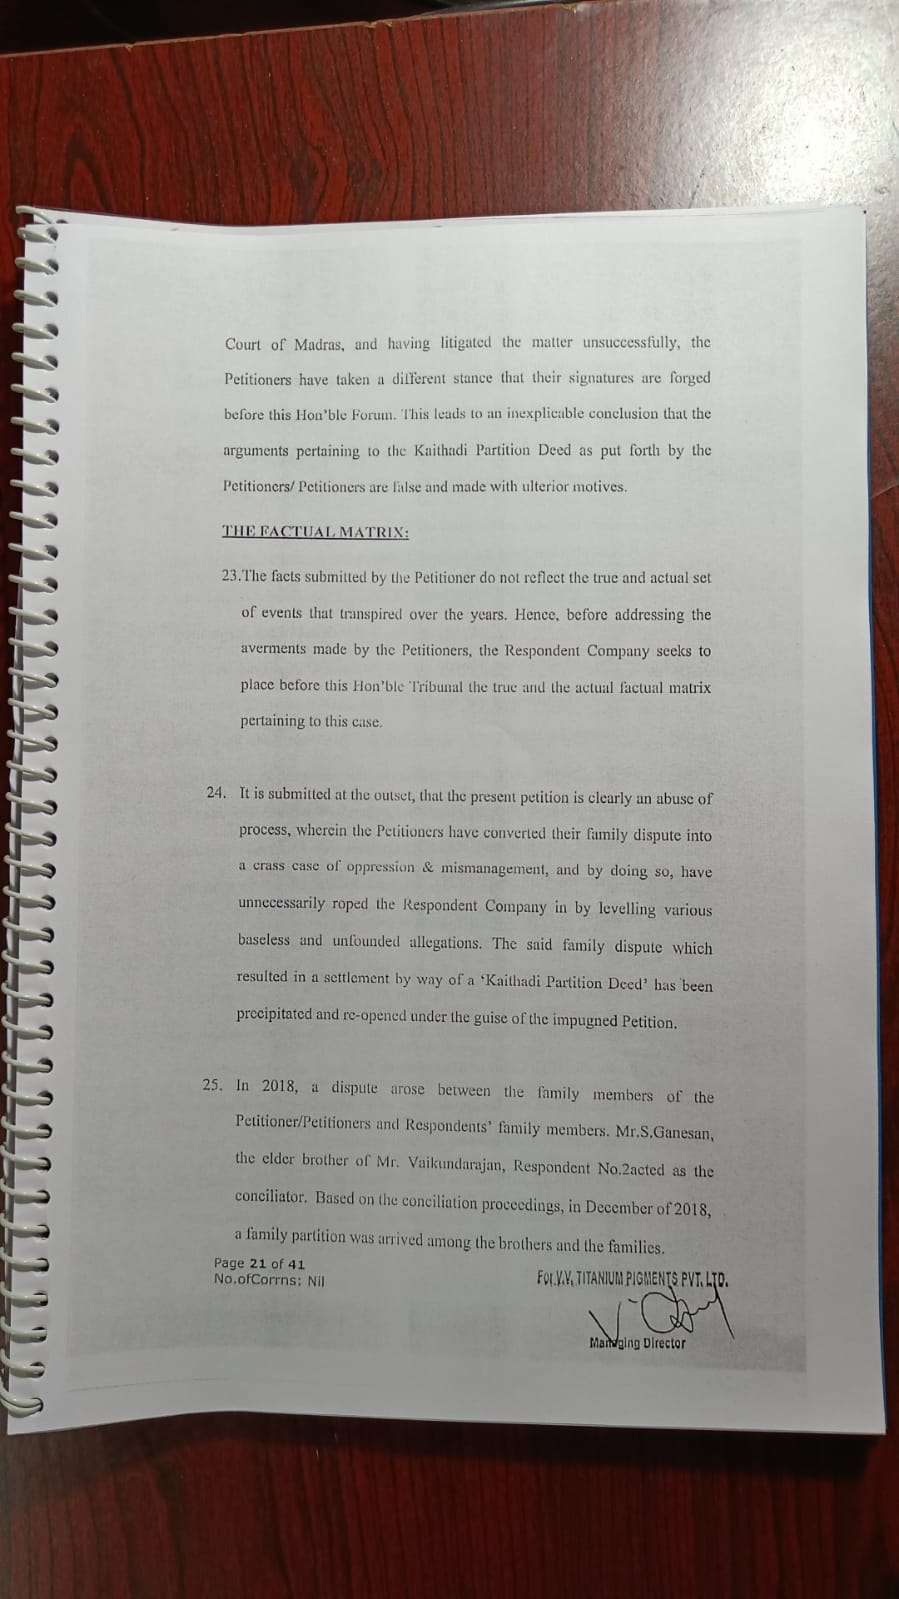 Court of Madras, and having litigated the matter unsuccessfully, the
Petitioners have taken a different stance that their signatures are forged
before this Hon'ble Forum. This leads to an inexplicable conclusion that the
arguments pertaining to the Kaithadi Partition Deed as put forth by the
Petitioners/ Petitioners are false and made with ulterior motives.
THE FACTUAL MATRIX:
23.The facts submitted by the Petitioner do not reflect the true and actual set
of events that transpired over the years. Hence, before addressing the
averments made by the Petitioners, the Respondent Company seeks to
place before this Hon'ble Tribunal the true and the actual factual matrix
pertaining to this case.
24. It is submitted at the outset, that the present petition is clearly an abuse of
process, wherein the Petitioners have converted their family dispute into
a crass case of oppression & mismanagement, and by doing so, have
unnecessarily roped the Respondent Company in by levelling various
baseless and unfounded allegations. The said family dispute which
resulted in a settlement by way of a 'Kaithadi Partition Deed' has been
precipitated and re-opened under the guise of the impugned Petition.
25. In 2018, a dispute arose between the family members of the
Petitioner/Petitioners and Respondents' family members. Mr.S.Ganesan,
the elder brother of Mr. Vaikundarajan, Respondent No.2acted as the
conciliator. Based on the conciliation proceedings, in December of 2018,
a family partition was arrived among the brothers and the families.
Page 21 of 41
No.ofCorrns: Nil
For V.V. TITANIUM PIGMENTS PVT. LTD.
Managing Director